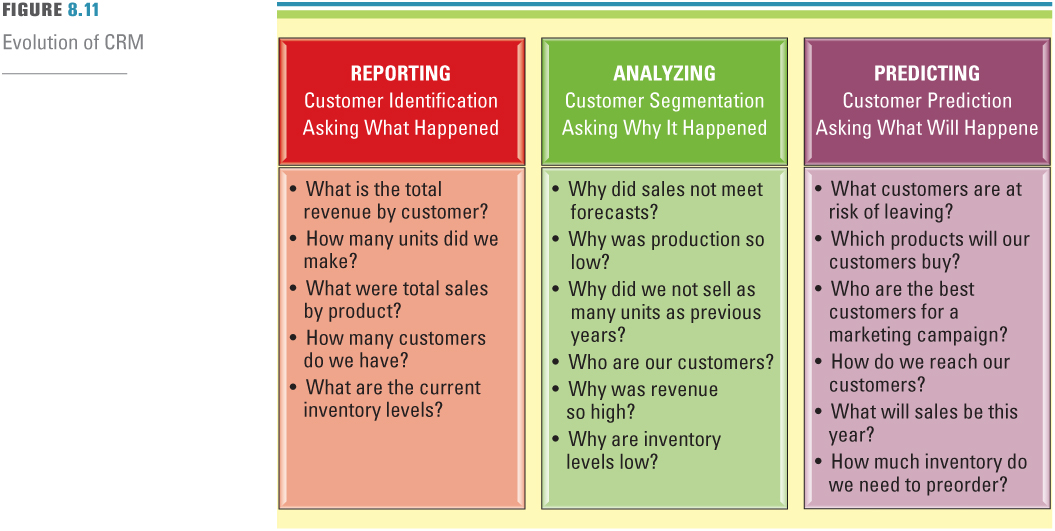 FIGURE 8.11
Evolution of CRM
REPORTING
Customer Identification
Asking What Happened
• What is the total
revenue by customer?
• How many units did we
make?
• What were total sales
by product?
• How many customers
do we have?
• What are the current
inventory levels?
ANALYZING
Customer Segmentation
Asking Why It Happened
• Why did sales not meet
forecasts?
• Why was production so
low?
• Why did we not sell as
many units as previous
years?
• Who are our customers?
• Why was revenue
so high?
• Why are inventory
levels low?
PREDICTING
Customer Prediction
Asking What Will Happene
• What customers are at
risk of leaving?
• Which products will our
customers buy?
• Who are the best
customers for a
marketing campaign?
• How do we reach our
customers?
• What will sales be this
year?
• How much inventory do
we need to preorder?